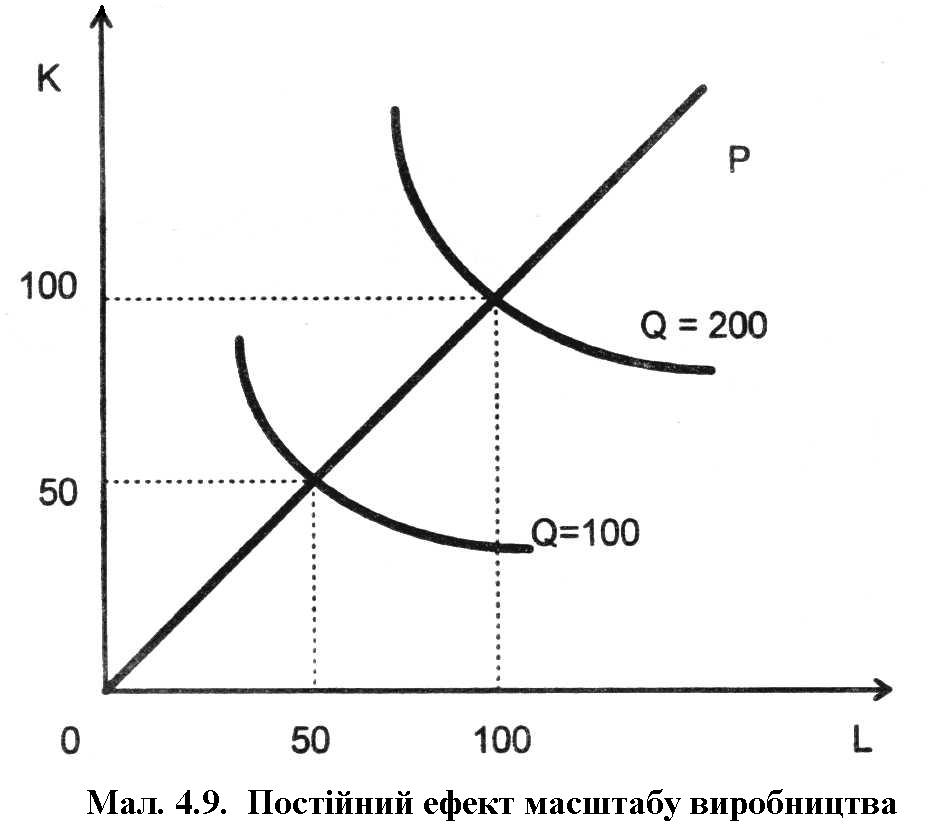 K
P
100
Q = 200
50
Q=100
0 50 100 L
Мал. 4.9. Постійний ефект масштабу виробництва